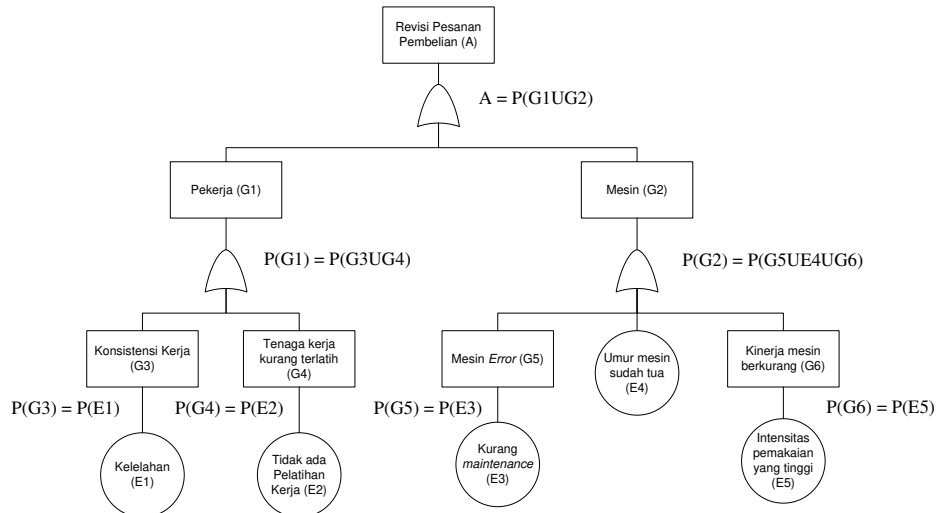 Revisi Pesanan
Pembelian (A)
A = P(G1UG2)
Pekerja (G1)
Mesin (G2)
P(G1) = P(G3UG4)
P(G2) = P(G5UE4UG6)
Konsistensi Kerja
(G3)
Tenaga kerja
kurang terlatih
(G4)
Mesin Error (G5)
Umur mesin
sudah tua
(E4)
Kinerja mesin
berkurang (G6)
P(G3) = P(E1)
P(G4) = P(E2)
P(G5) = P(E3)
P(G6) = P(E5)
Kelelahan
(E1)
Tidak ada
Pelatihan
Kerja (E2)
Kurang
maintenance
(E3)
Intensitas
pemakaian
yang tinggi
(E5)